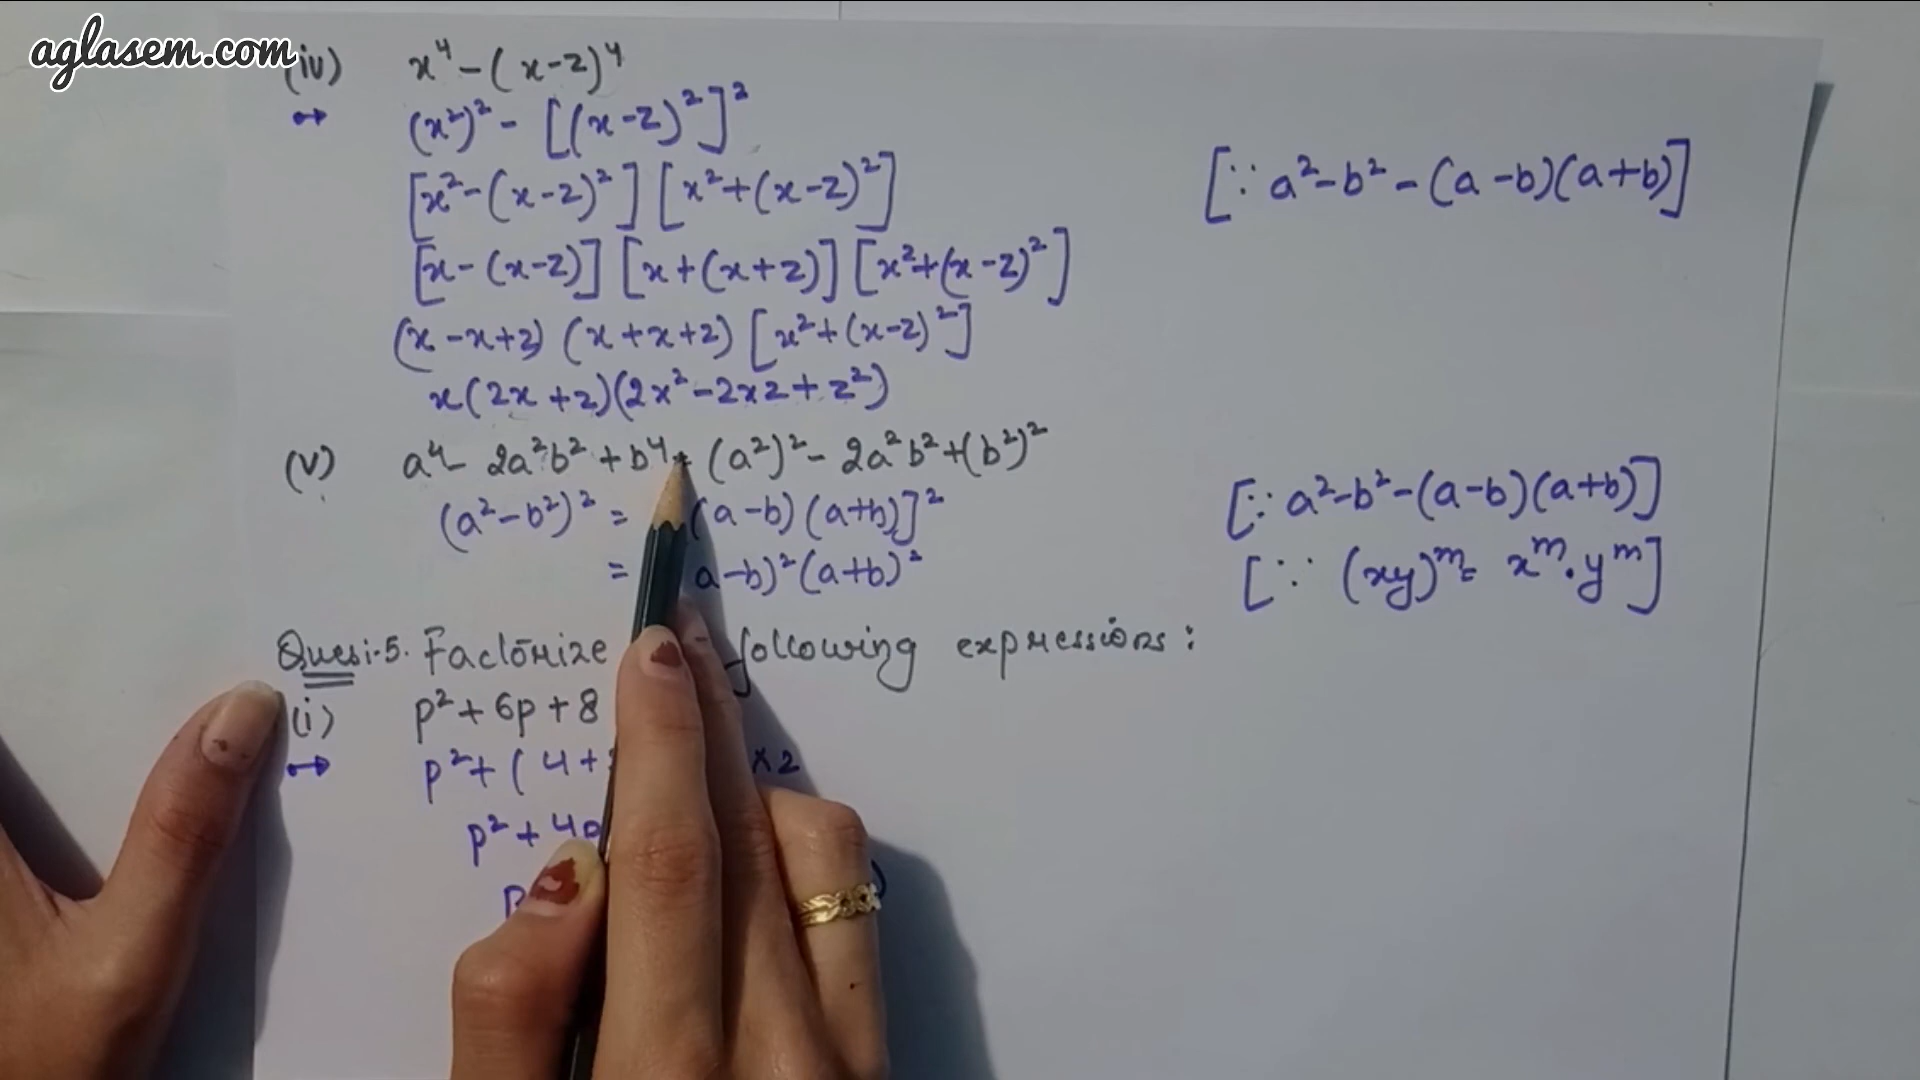 aglasem.com
(iv) x⁴ - (x-z)⁴
(x²)² - [(x-z)²]²
[x² - (x-z)²] [x² + (x-z)²] [∵ a²-b² - (a-b)(a+b)]
[x - (x-z)] [x + (x+z)] [x² + (x-z)²]
(x-x+z) (x+x+z) [x² + (x-z)²]
x(2x+z)(2x² - 2xz + z²)
(v) a⁴ - 2a²b² + b⁴ (a²)² - 2a²b² + (b²)²
(a²-b²)² = (a-b)(a+b)]² [∵ a²-b² - (a-b)(a+b)]
= a-b)²(a+b)² [∵ (xy)ᵐ = xᵐ.yᵐ]
Quesi-5. Factorize following expressions:
(i) p² + 6p + 8
p² + (4+ ×2
p² + 4p
p